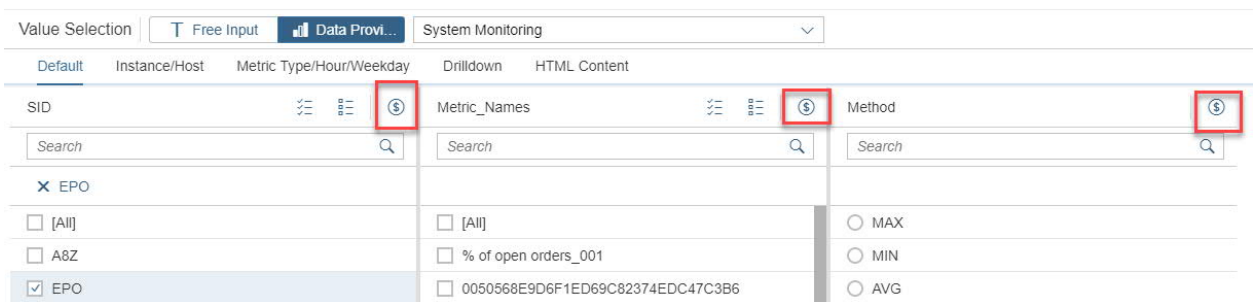 Value Selection T Free Input Data Provi... System Monitoring
Default Instance/Host Metric Type/Hour/Weekday Drilldown HTML Content
SID $ Metric_Names $ Method $
Search Search Search
EPO
[All] [All] MAX
A8Z % of open orders_001 MIN
EPO 0050568E9D6F1ED69C82374EDC47C3B6 AVG